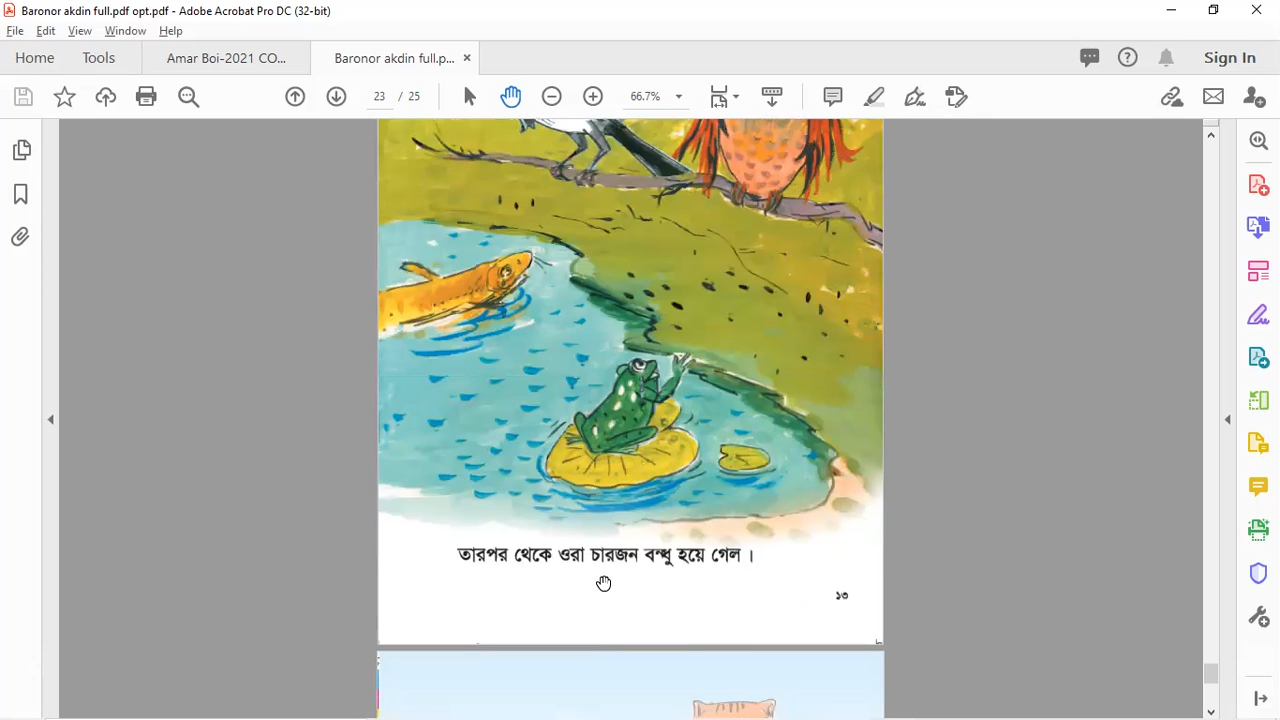 Baronor akdin full.pdf opt.pdf - Adobe Acrobat Pro DC (32-bit)
File Edit View Window Help
Home Tools Amar Boi-2021 CO... Baronor akdin full.p... Sign In
23 / 25 66.7%
তারপর থেকে ওরা চারজন বন্ধু হয়ে গেল ।
১৩